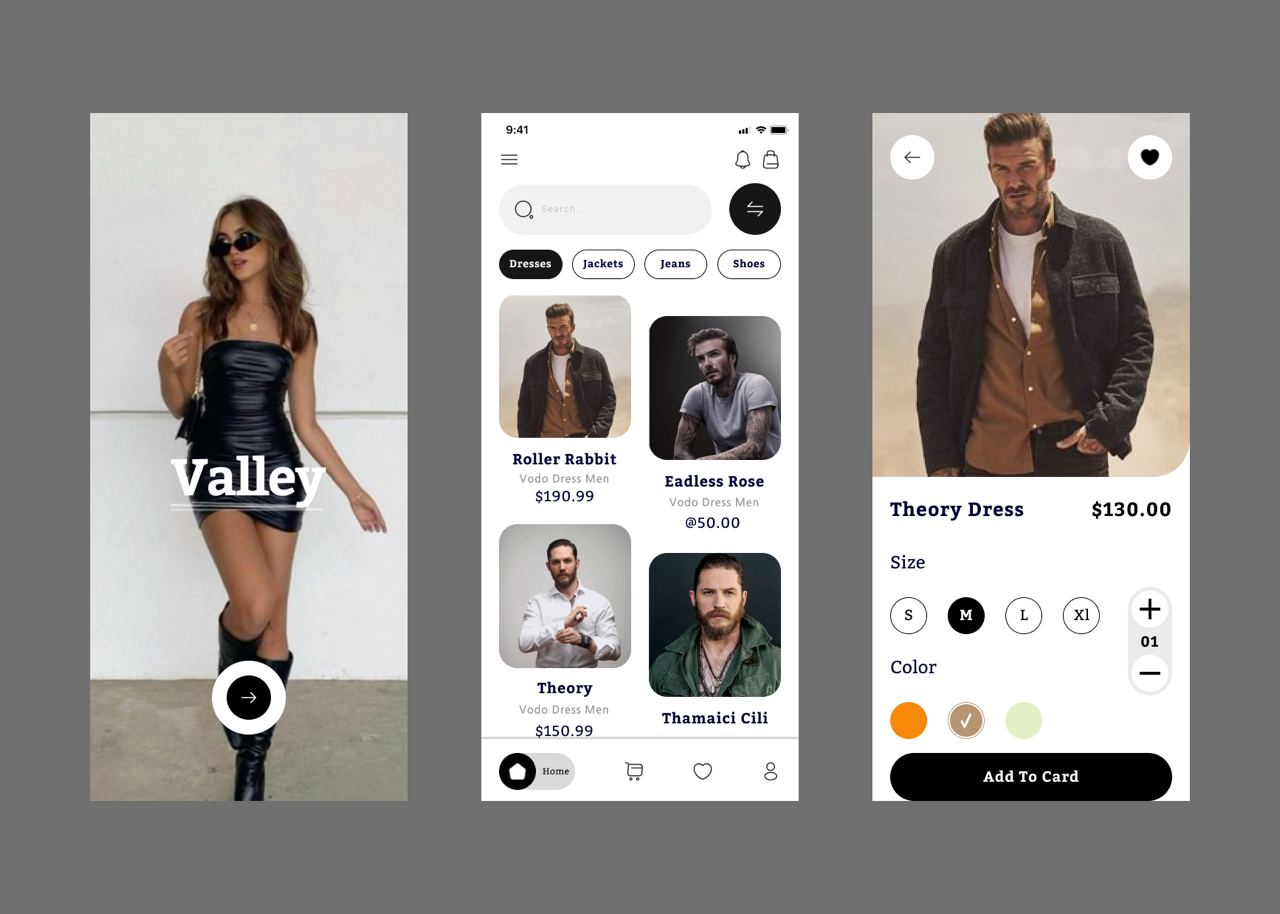 Valley
9:41
Search...
Dresses Jackets Jeans Shoes
Roller Rabbit
Vodo Dress Men
$190.99
Eadless Rose
Vodo Dress Men
@50.00
Theory
Vodo Dress Men
$150.99
Thamaici Cili
Home
Theory Dress $130.00
Size
S M L Xl
01
Color
Add To Card